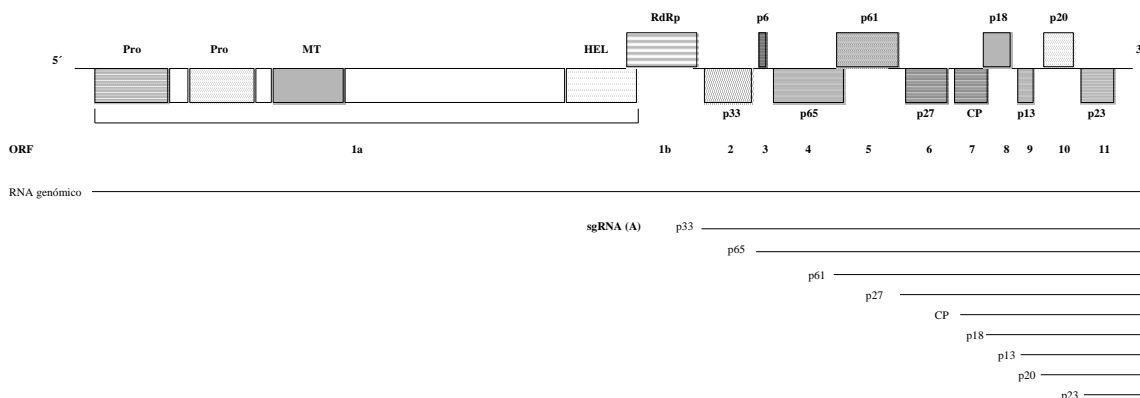 RdRp p6 p61 p18 p20
Pro Pro MT HEL
5´ 3
p33 p65 p27 CP p13 p23
ORF 1a 1b 2 3 4 5 6 7 8 9 10 11
RNA genómico
sgRNA (A) p33
p65
p61
p27
CP
p18
p13
p20
p23